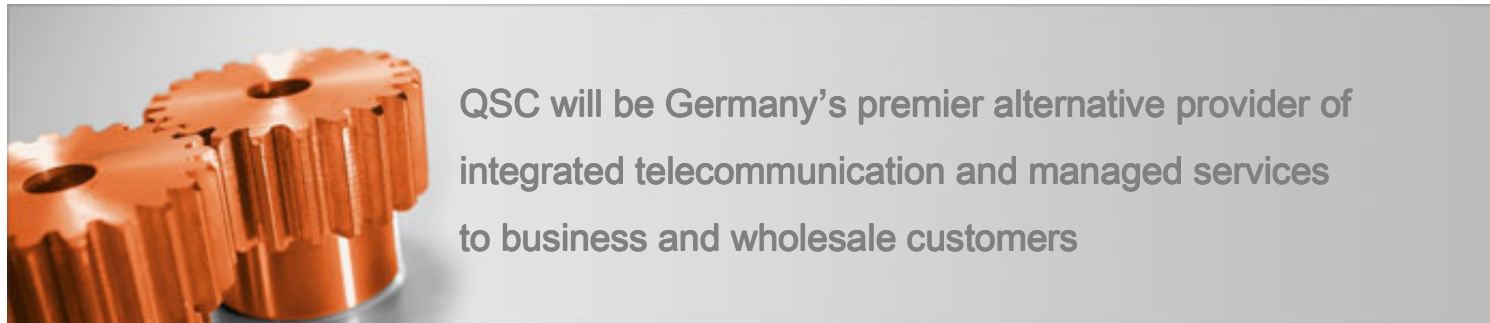 QSC will be Germany’s premier alternative provider of
integrated telecommunication and managed services
to business and wholesale customers